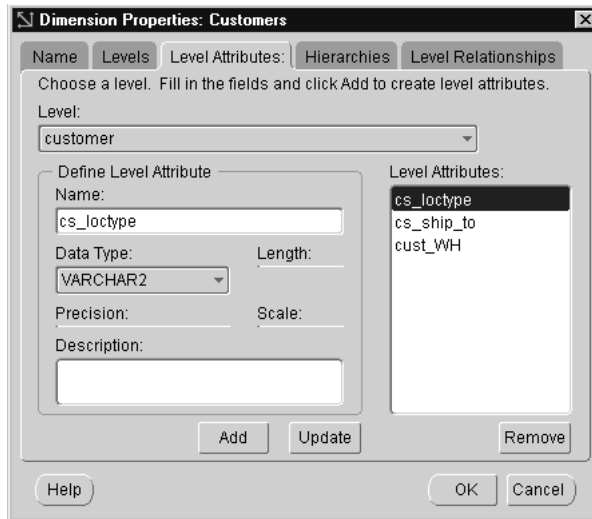 Dimension Properties: Customers
Name Levels Level Attributes: Hierarchies Level Relationships
Choose a level. Fill in the fields and click Add to create level attributes.
Level:
customer
Define Level Attribute
Level Attributes:
Name:
cs_loctype
cs_loctype
cs_ship_to
cust_WH
Data Type: Length:
VARCHAR2
Precision: Scale:
Description:
Add Update Remove
Help OK Cancel